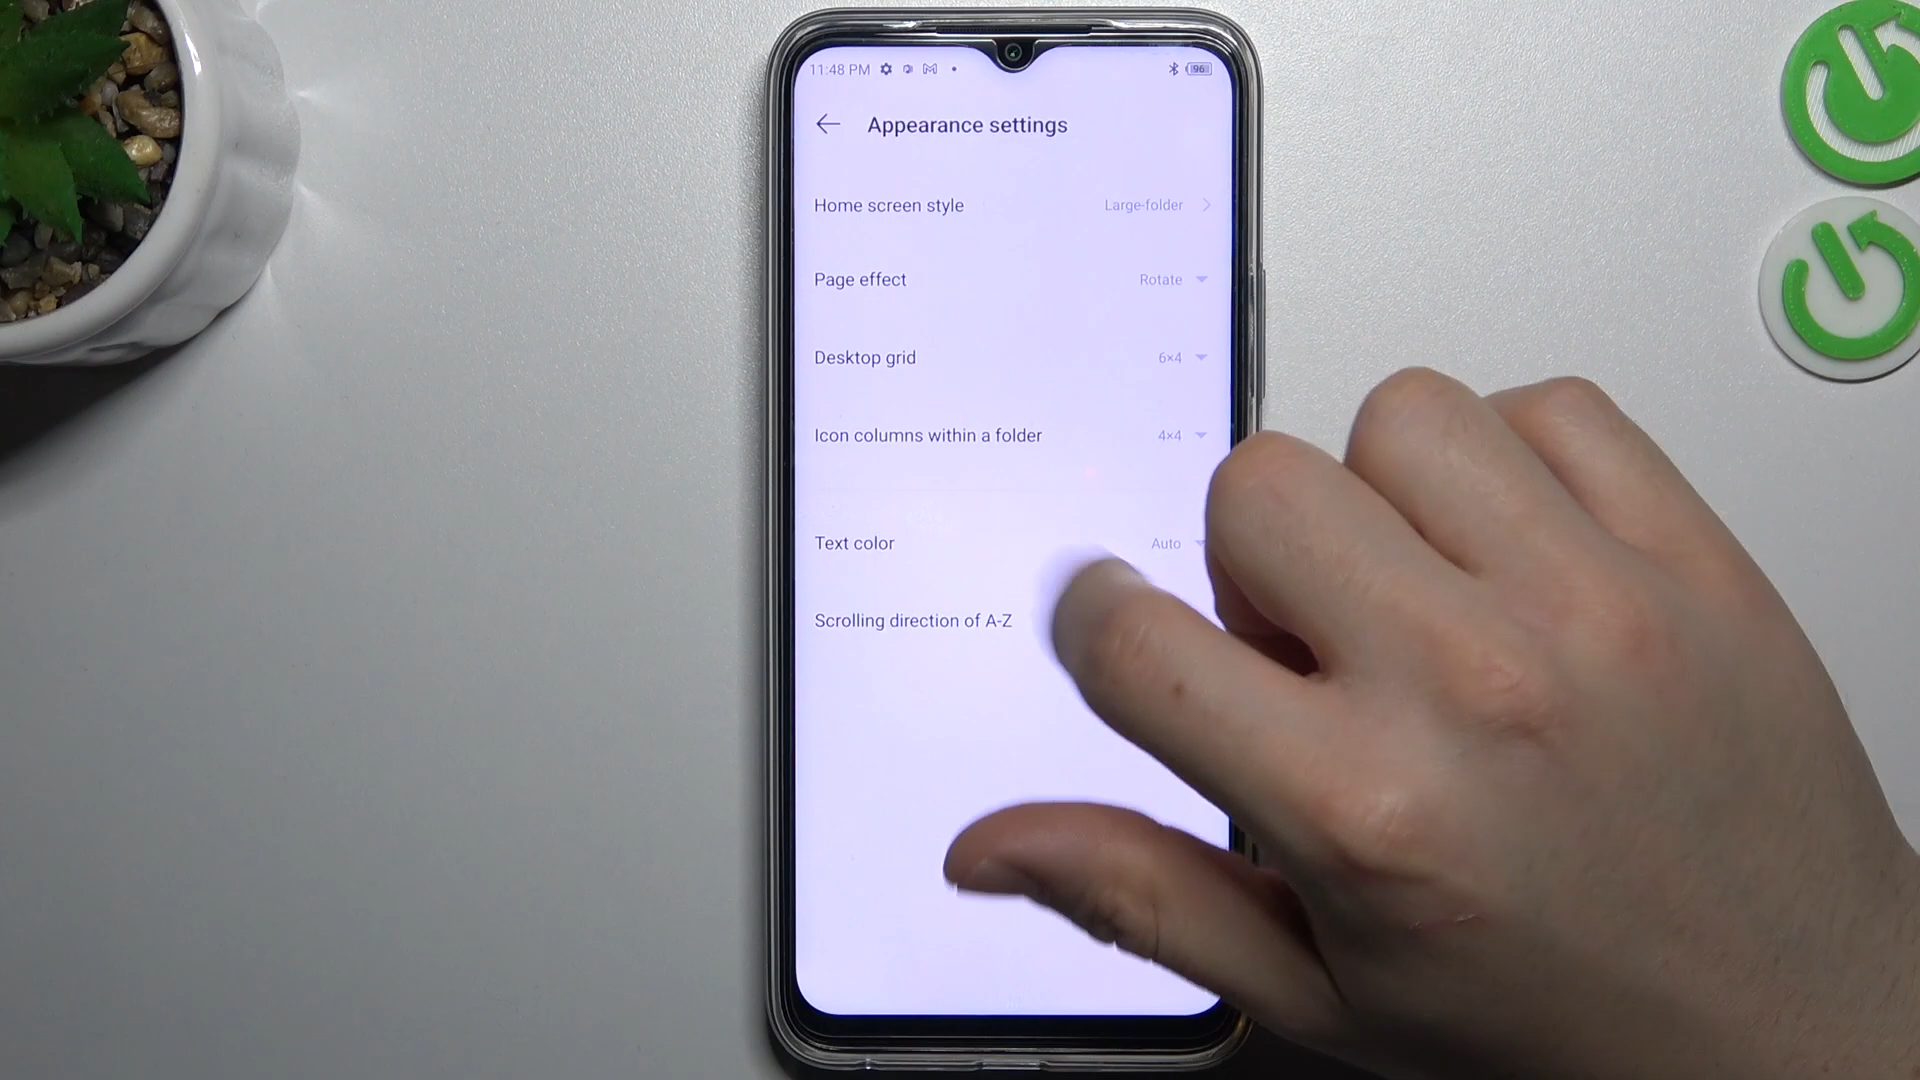 11:48 PM 96
Appearance settings
Home screen style Large-folder
Page effect Rotate
Desktop grid 6×4
Icon columns within a folder 4×4
Text color Auto
Scrolling direction of A-Z